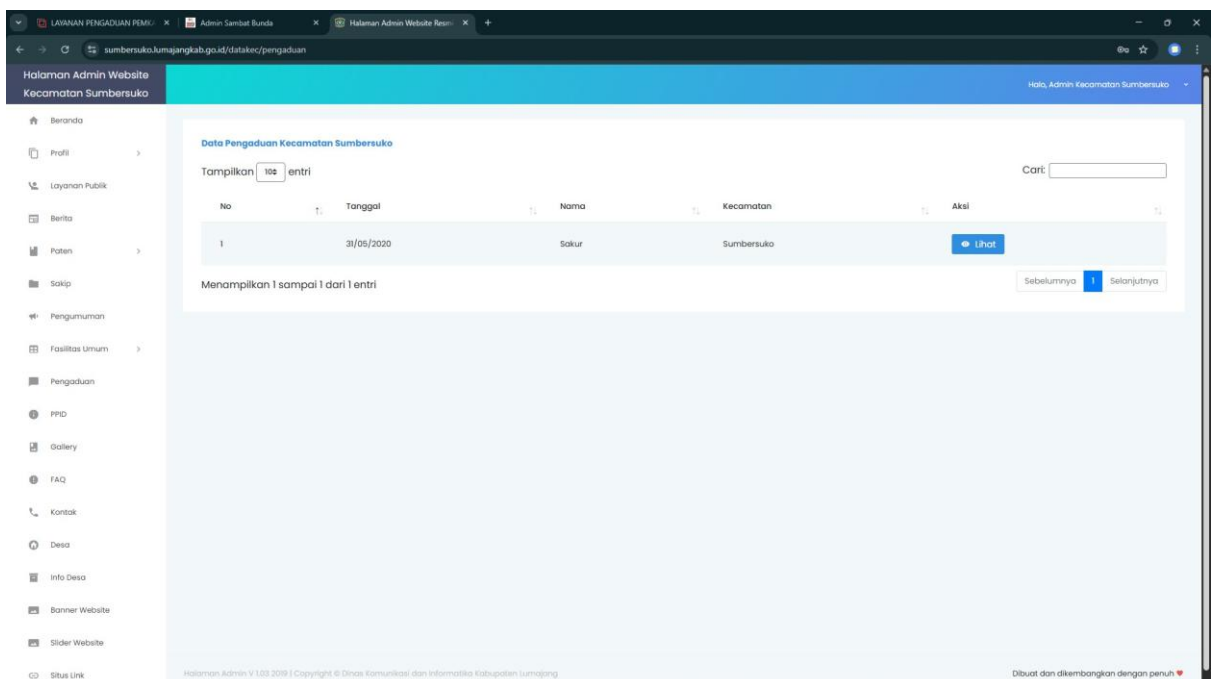 LAYANAN PENGADUAN PEMK
Admin Sambat Bunda
Halaman Admin Website Resm
sumbersuko.lumajangkab.go.id/datakec/pengaduan
Halaman Admin Website
Kecamatan Sumbersuko
Halo, Admin Kecamatan Sumbersuko
Beranda
Profil
Layanan Publik
Berita
Paten
Sakip
Pengumuman
Fasilitas Umum
Pengaduan
PPID
Gallery
FAQ
Kontak
Desa
Info Desa
Banner Website
Slider Website
Situs Link
Data Pengaduan Kecamatan Sumbersuko
Tampilkan 10 entri
Cari:
No Tanggal Nama Kecamatan Aksi
1 31/05/2020 Sakur Sumbersuko Lihat
Menampilkan 1 sampai 1 dari 1 entri
Sebelumnya 1 Selanjutnya
Halaman Admin V 1.03 2019 | Copyright © Dinas Komunikasi dan Informatika Kabupaten Lumajang
Dibuat dan dikembangkan dengan penuh